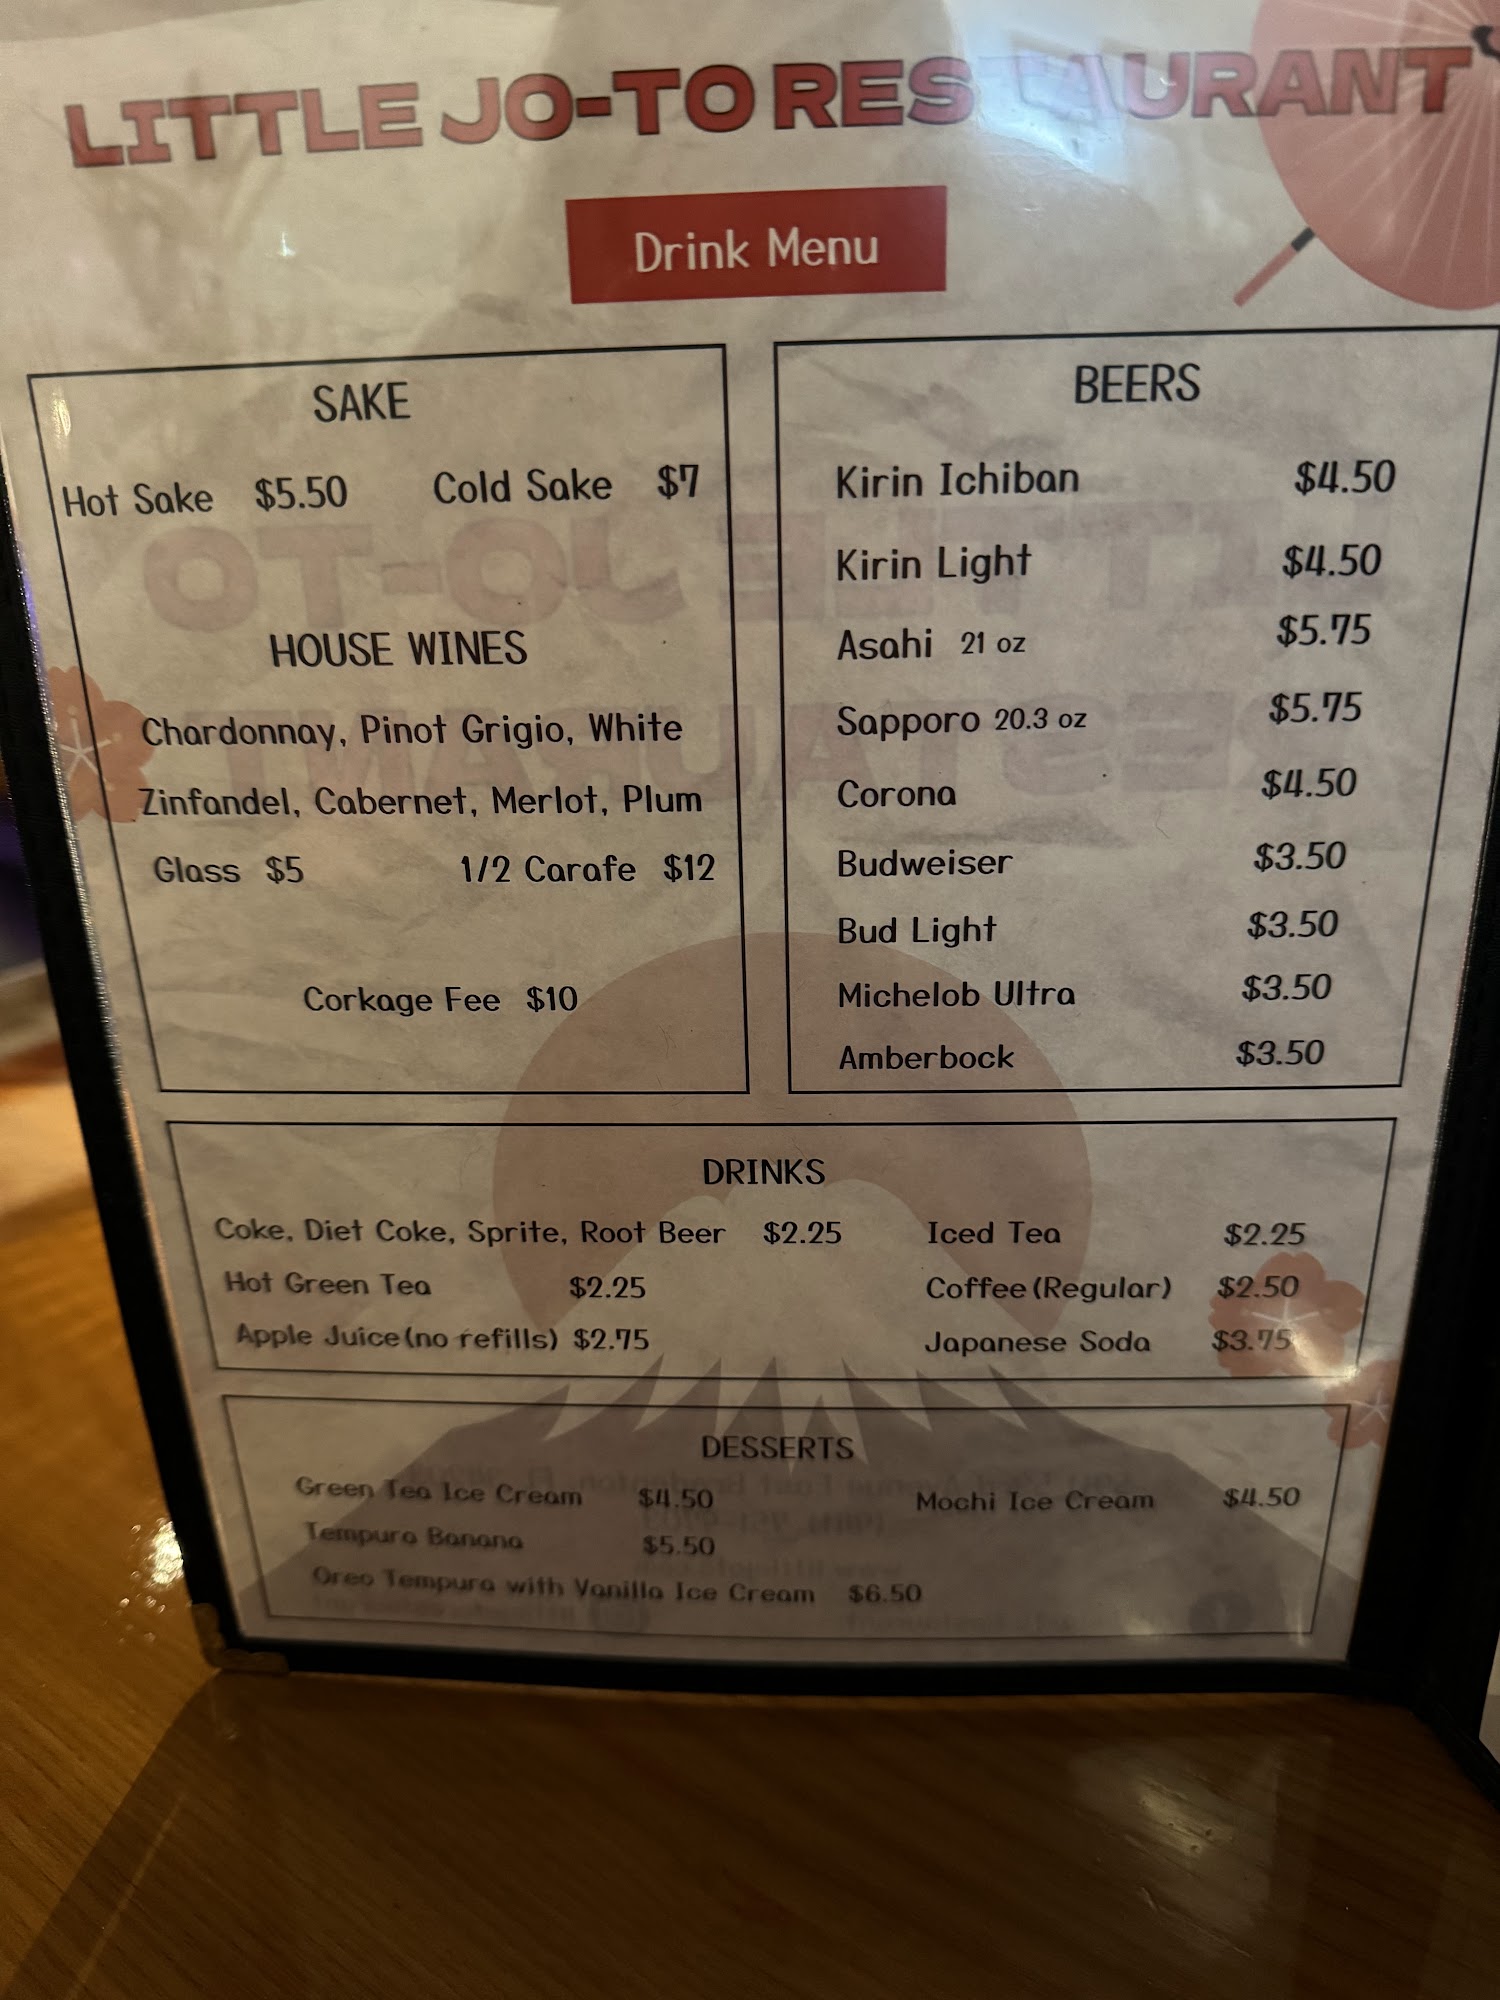 LITTLE JO-TO RESTAURANT
Drink Menu
SAKE
Hot Sake $5.50 Cold Sake $7
HOUSE WINES
Chardonnay, Pinot Grigio, White
Zinfandel, Cabernet, Merlot, Plum
Glass $5 1/2 Carafe $12
Corkage Fee $10
BEERS
Kirin Ichiban $4.50
Kirin Light $4.50
Asahi 21 oz $5.75
Sapporo 20.3 oz $5.75
Corona $4.50
Budweiser $3.50
Bud Light $3.50
Michelob Ultra $3.50
Amberbock $3.50
DRINKS
Coke, Diet Coke, Sprite, Root Beer $2.25 Iced Tea $2.25
Hot Green Tea $2.25 Coffee (Regular) $2.50
Apple Juice (no refills) $2.75 Japanese Soda $3.75
DESSERTS
Green Tea Ice Cream $4.50 Mochi Ice Cream $4.50
Tempura Banana $5.50
Oreo Tempura with Vanilla Ice Cream $6.50